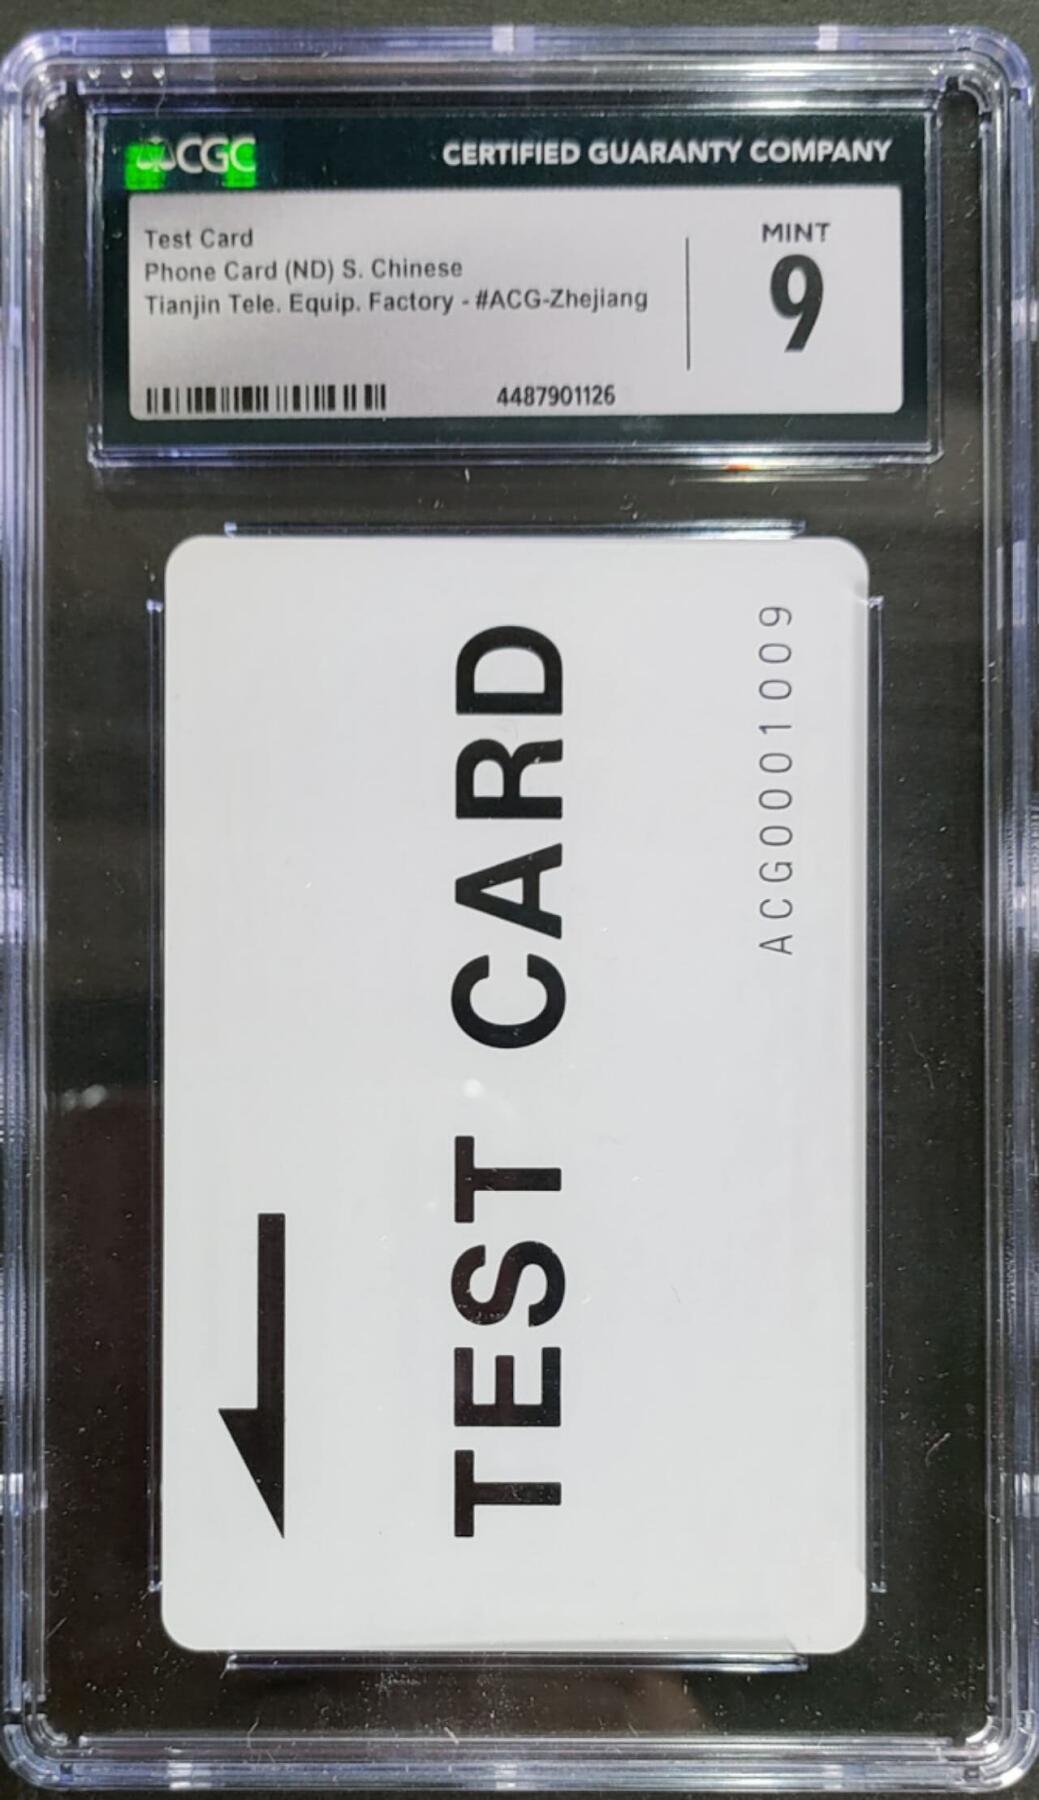 CGC
CERTIFIED GUARANTY COMPANY
Test Card
Phone Card (ND) S. Chinese
Tianjin Tele. Equip. Factory - #ACG-Zhejiang
MINT
9
4487901126
TEST CARD
ACG0001009